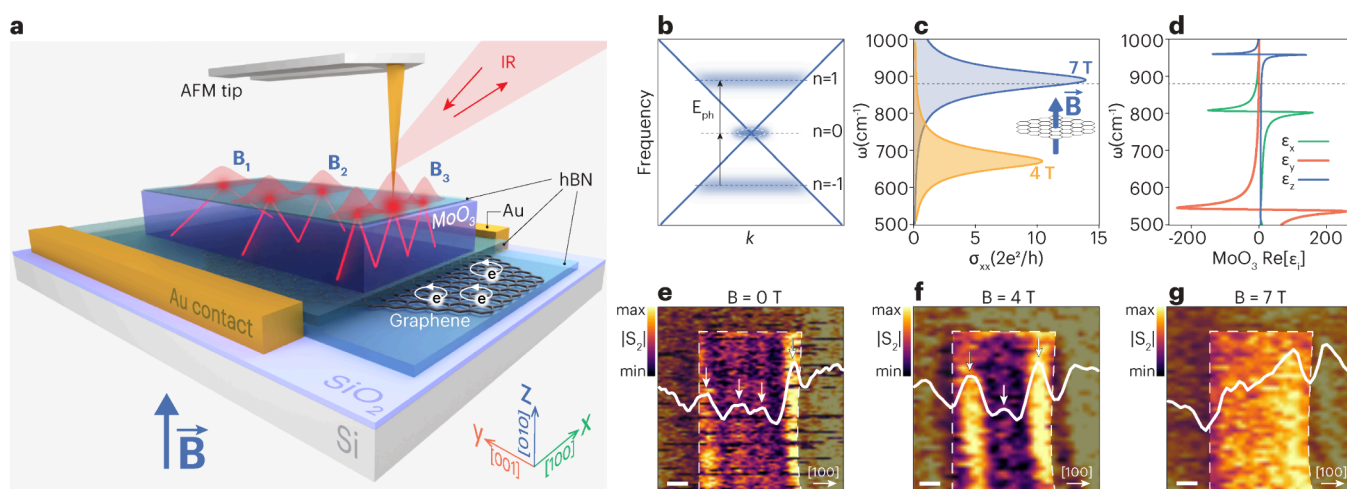 a
AFM tip
IR
B₁
B₂
B₃
hBN
MoO₃
Au
Au contact
e⁻
e⁻
e⁻
Graphene
SiO₂
Si
B
Z
[010]
y
[001]
x
[100]
b
Frequency
k
Eph
n=1
n=0
n=-1
c
ω(cm⁻¹)
1000
900
800
700
600
500
0
5
10
15
σxx(2e²/h)
7 T
4 T
B
d
ω(cm⁻¹)
1000
900
800
700
600
500
-200
0
200
MoO₃ Re[εi]
εx
εy
εz
e
B = 0 T
max
|S₂|
min
[100]
f
B = 4 T
max
|S₂|
min
[100]
g
B = 7 T
max
|S₂|
min
[100]